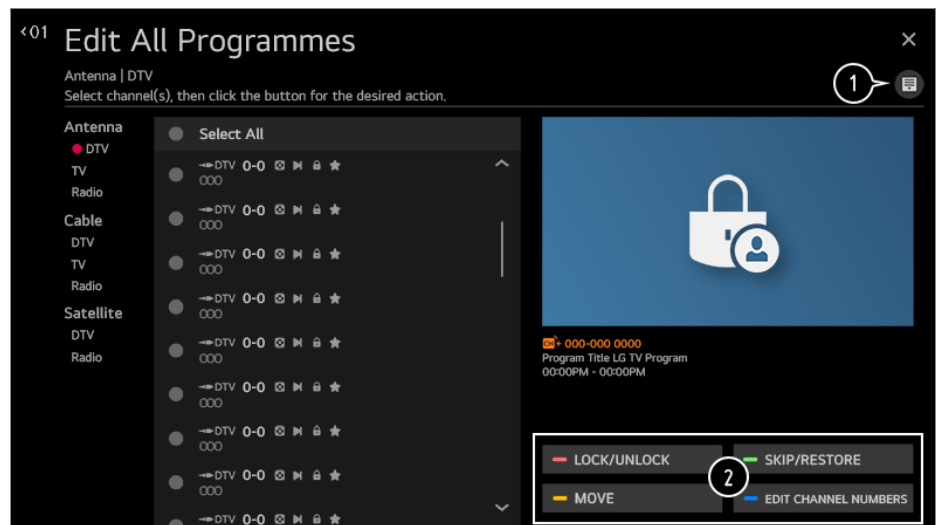 ‹01
Edit All Programmes
Antenna | DTV
Select channel(s), then click the button for the desired action.
1
Antenna
DTV
TV
Radio
Cable
DTV
TV
Radio
Satellite
DTV
Radio
Select All
DTV 0-0
000
DTV 0-0
000
DTV 0-0
000
DTV 0-0
000
DTV 0-0
000
DTV 0-0
000
DTV 0-0
000
DTV 0-0
000
DTV 0-0
CH+ 000-000 0000
Program Title LG TV Program
00:00PM - 00:00PM
LOCK/UNLOCK
SKIP/RESTORE
2
MOVE
EDIT CHANNEL NUMBERS